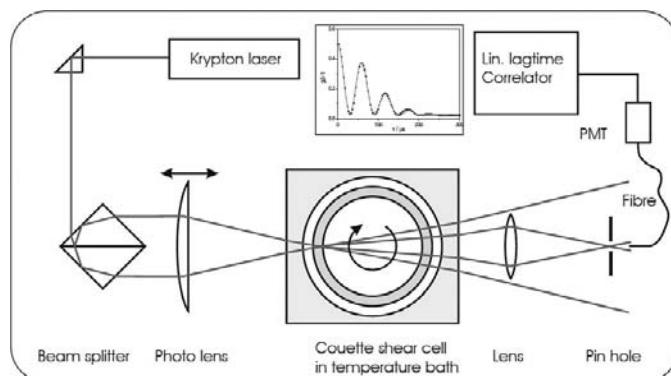 Krypton laser
Lin. lagtime
Correlator
PMT
Fibre
Beam splitter
Photo lens
Couette shear cell
in temperature bath
Lens
Pin hole